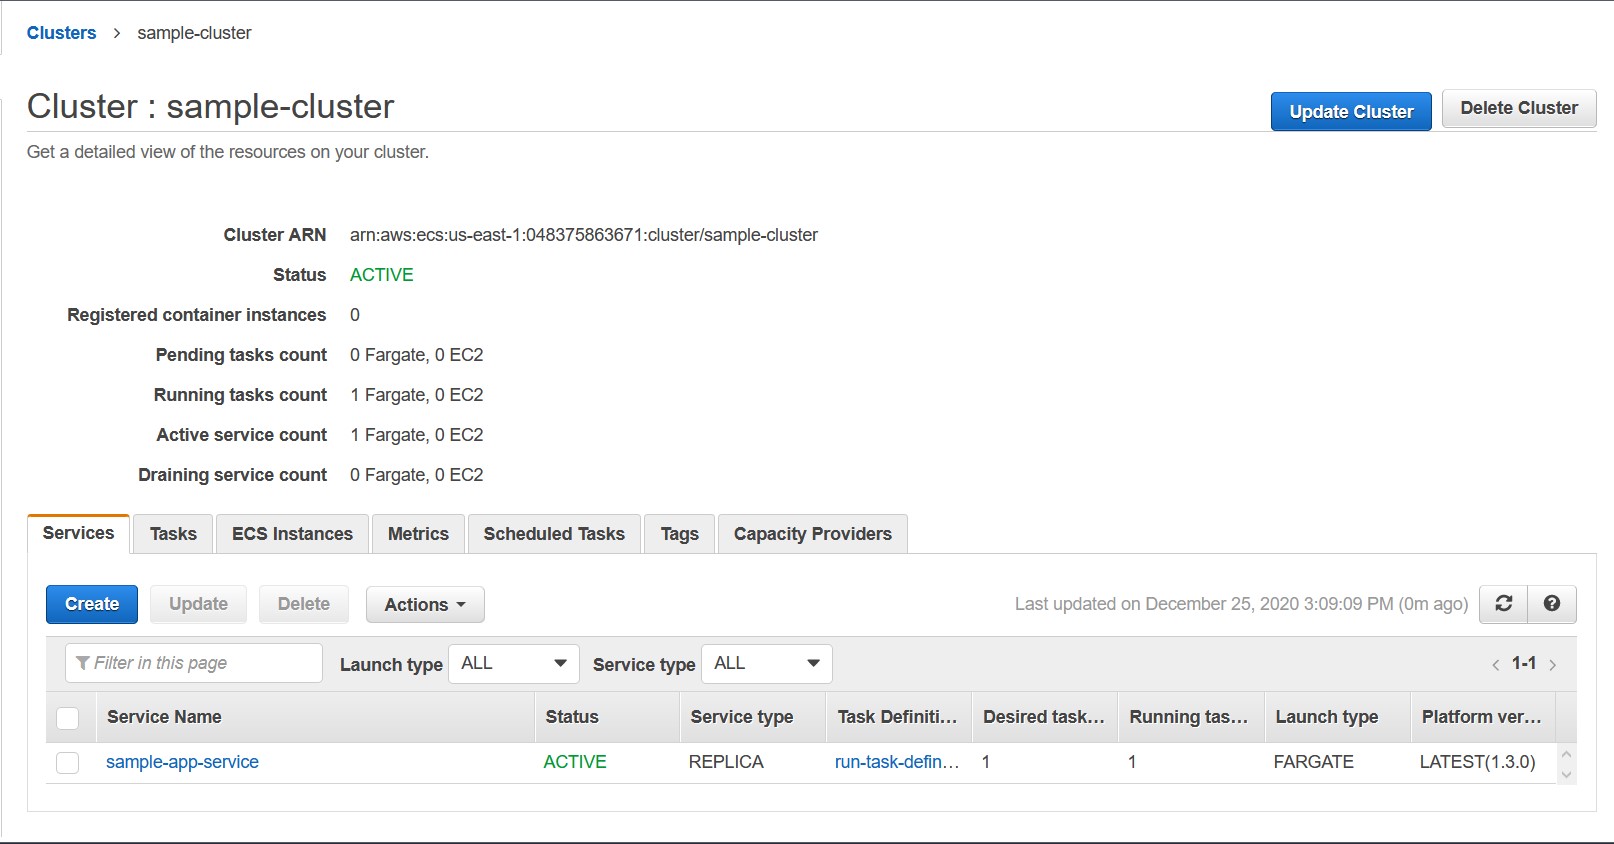 Clusters > sample-cluster
Cluster : sample-cluster
Update Cluster Delete Cluster
Get a detailed view of the resources on your cluster.
Cluster ARN arn:aws:ecs:us-east-1:048375863671:cluster/sample-cluster
Status ACTIVE
Registered container instances 0
Pending tasks count 0 Fargate, 0 EC2
Running tasks count 1 Fargate, 0 EC2
Active service count 1 Fargate, 0 EC2
Draining service count 0 Fargate, 0 EC2
Services Tasks ECS Instances Metrics Scheduled Tasks Tags Capacity Providers
Create Update Delete Actions Last updated on December 25, 2020 3:09:09 PM (0m ago)
Filter in this page Launch type ALL Service type ALL < 1-1 >
Service Name Status Service type Task Definiti... Desired task... Running tas... Launch type Platform ver...
sample-app-service ACTIVE REPLICA run-task-defin... 1 1 FARGATE LATEST(1.3.0)